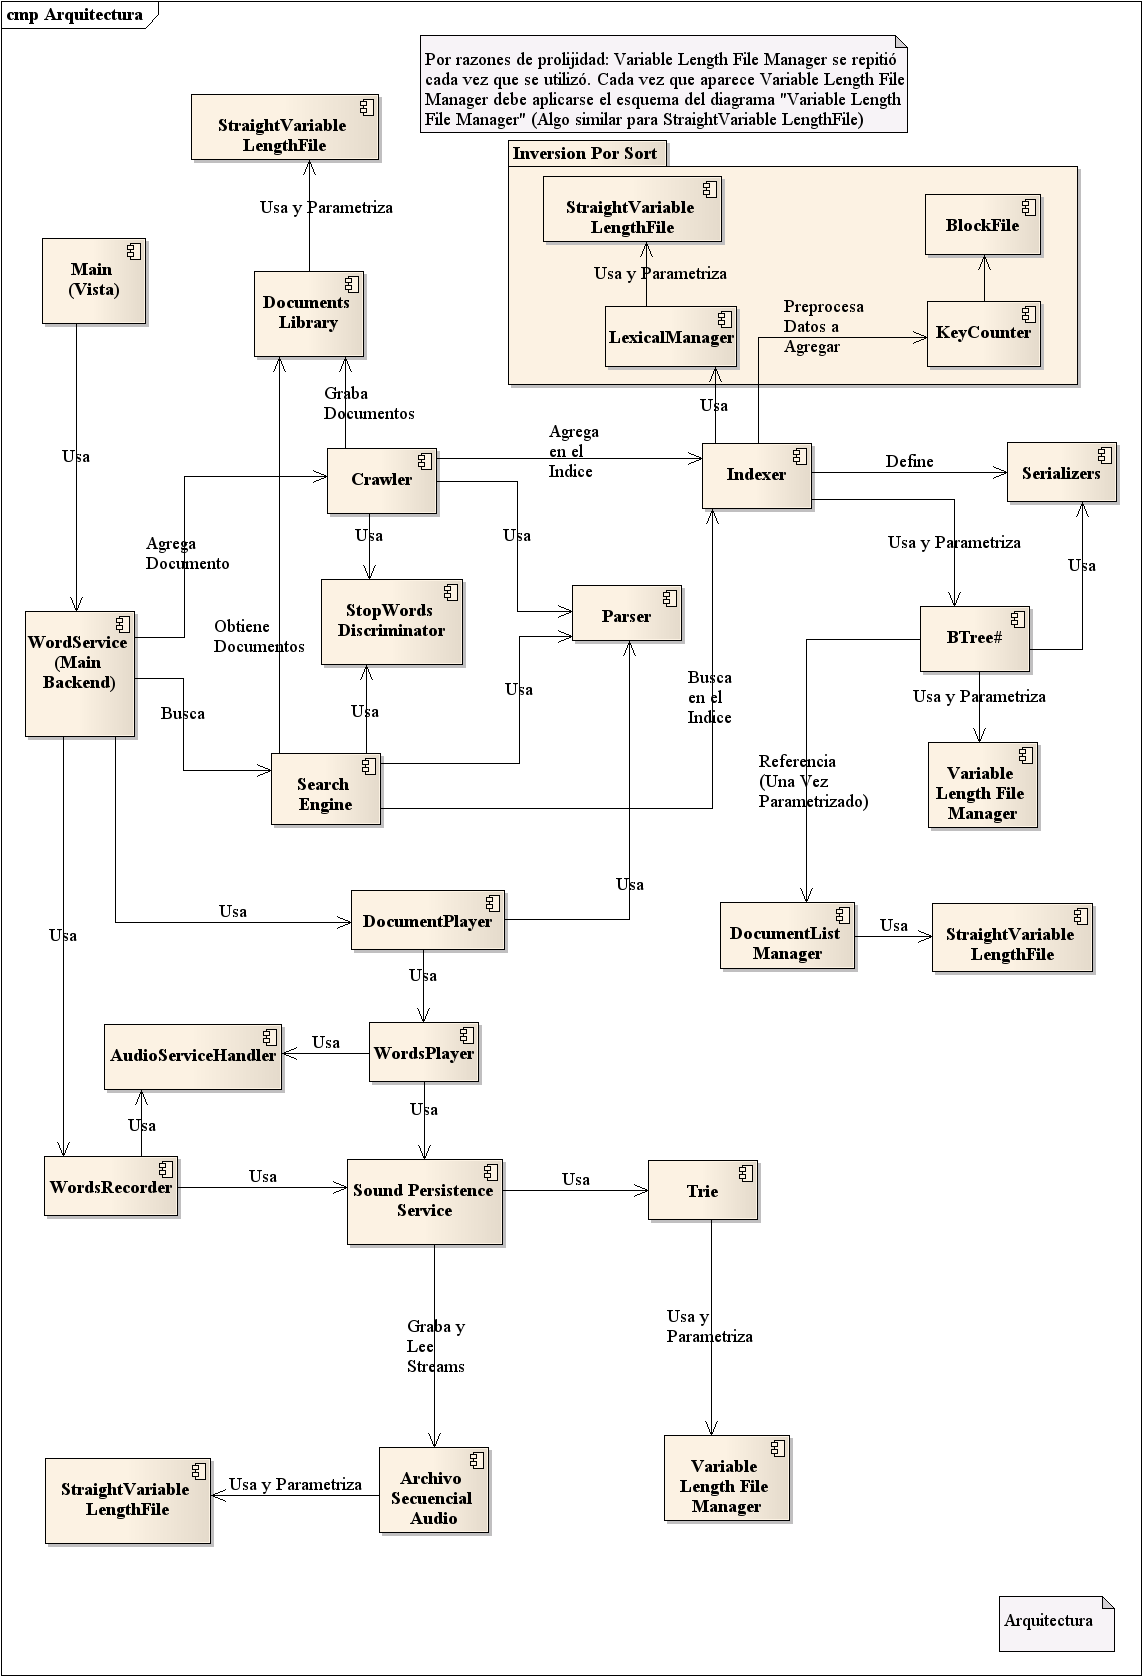 cmp Arquitectura
Por razones de prolijidad: Variable Length File Manager se repitió
cada vez que se utilizó. Cada vez que aparece Variable Length File
Manager debe aplicarse el esquema del diagrama "Variable Length
File Manager" (Algo similar para StraightVariable LengthFile)
StraightVariable
LengthFile
Usa y Parametriza
Inversion Por Sort
StraightVariable
LengthFile
BlockFile
Usa y Parametriza
Main
(Vista)
Documents
Library
LexicalManager
Preprocesa
Datos a
Agregar
KeyCounter
Graba
Documentos
Usa
Usa
Agrega
en el
Indice
Crawler
Indexer
Define
Serializers
Usa
Usa
Usa y Parametriza
Agrega
Documento
Usa
StopWords
Discriminator
Parser
BTree#
WordService
(Main
Backend)
Obtiene
Documentos
Usa
Busca
en el
Indice
Usa y Parametriza
Busca
Usa
Search
Engine
Referencia
(Una Vez
Parametrizado)
Variable
Length File
Manager
Usa
Usa
Usa
DocumentPlayer
DocumentList
Manager
Usa
StraightVariable
LengthFile
Usa
AudioServiceHandler
Usa
WordsPlayer
Usa
Usa
WordsRecorder
Usa
Sound Persistence
Service
Usa
Trie
Graba y
Lee
Streams
Usa y
Parametriza
StraightVariable
LengthFile
Usa y Parametriza
Archivo
Secuencial
Audio
Variable
Length File
Manager
Arquitectura